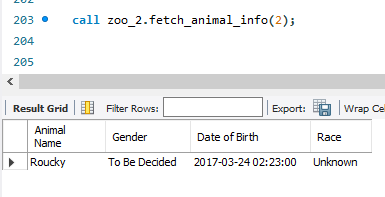 203 call zoo_2.fetch_animal_info(2);
204
205
Result Grid Filter Rows: Export: Wrap Cel
Animal Name Gender Date of Birth Race
Roucky To Be Decided 2017-03-24 02:23:00 Unknown